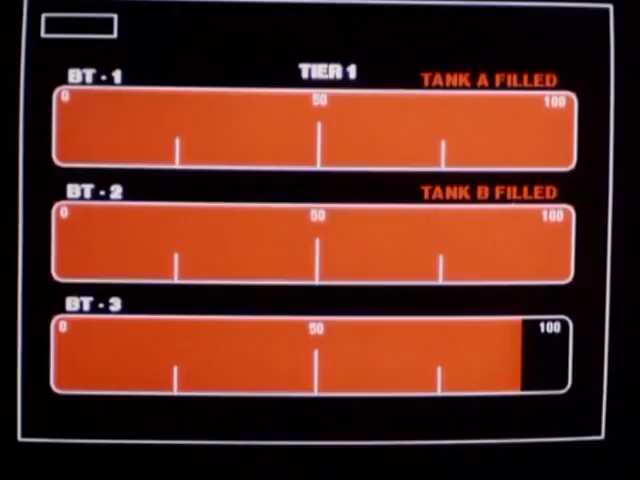 BT - 1 TIER 1 TANK A FILLED
0 50 100
BT - 2 TANK B FILLED
0 50 100
BT - 3
0 50 100